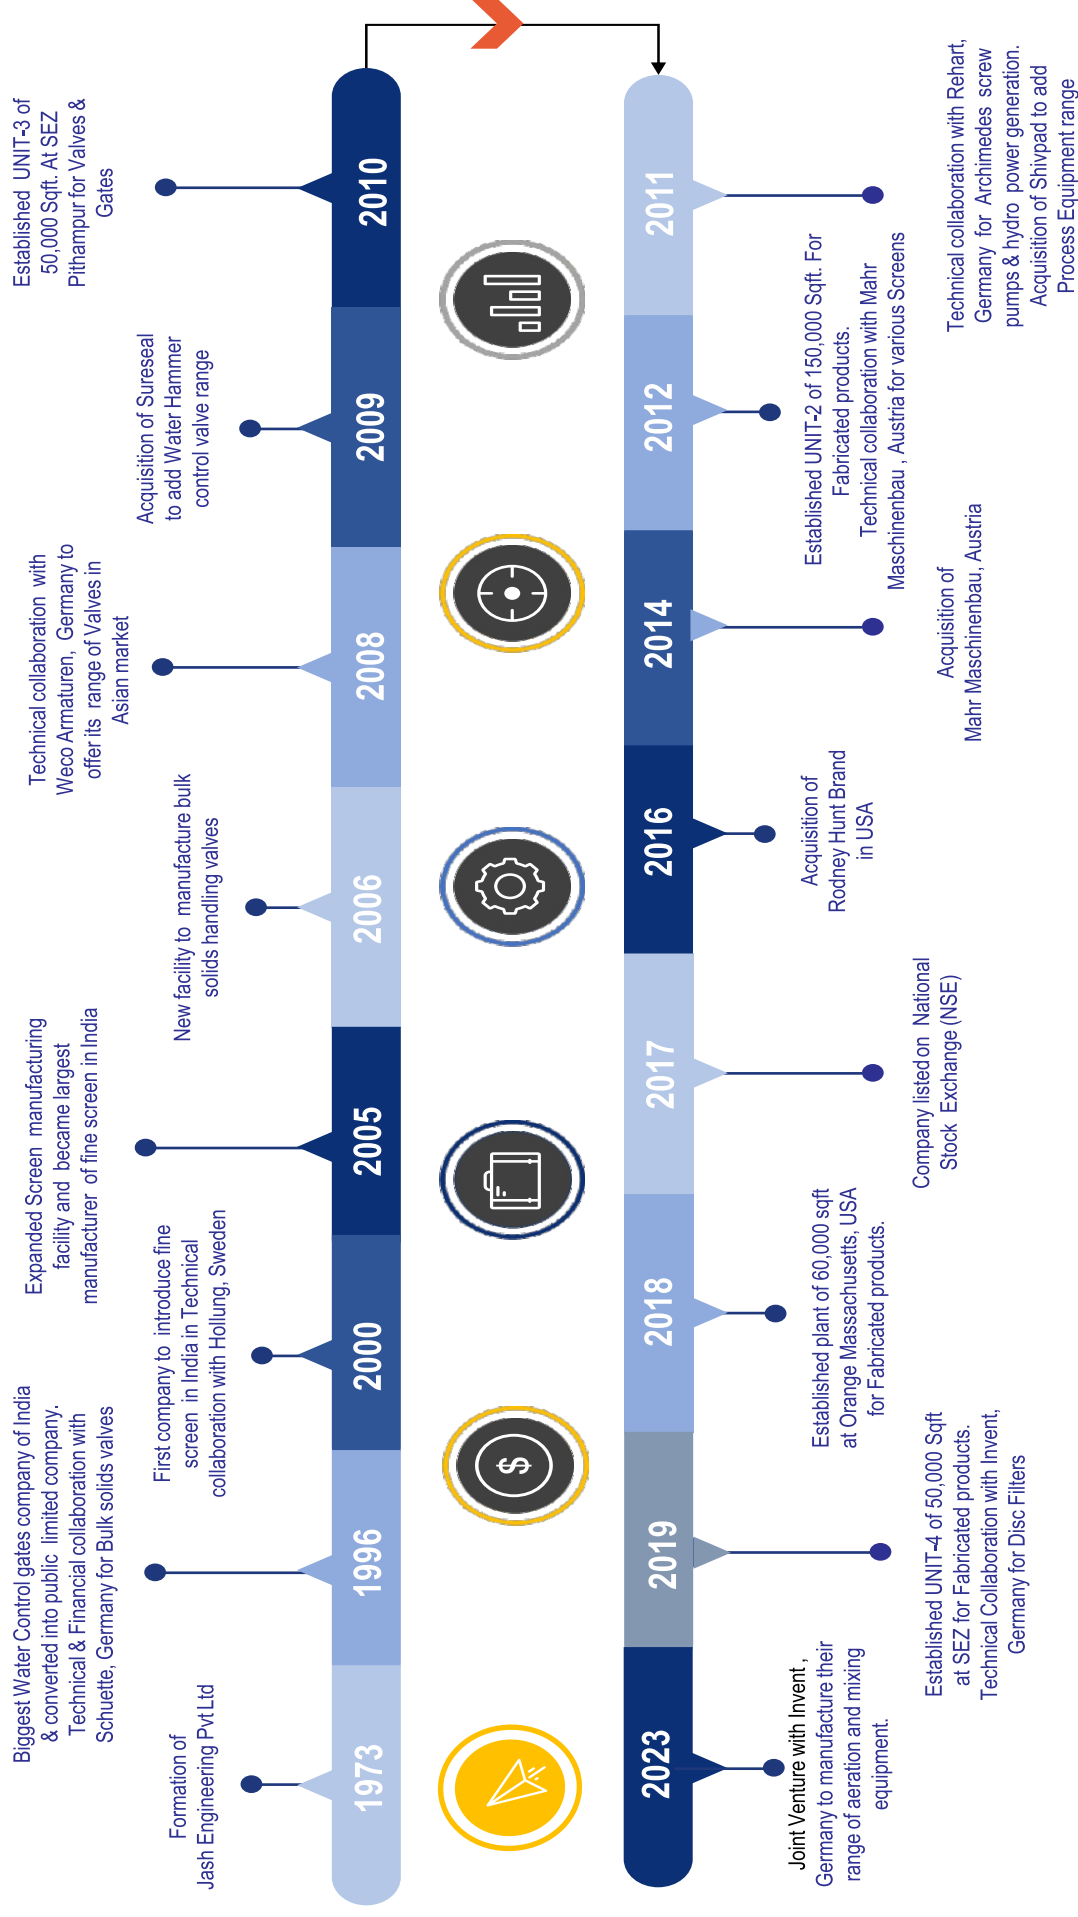 Formation of
Jash Engineering Pvt Ltd
1973
Biggest Water Control gates company of India
& converted into public limited company.
Technical & Financial collaboration with
Schuette, Germany for Bulk solids valves
1996
First company to introduce fine
screen in India in Technical
collaboration with Hollung, Sweden
2000
Expanded Screen manufacturing
facility and became largest
manufacturer of fine screen in India
2005
New facility to manufacture bulk
solids handling valves
2006
Technical collaboration with
Weco Armaturen, Germany to
offer its range of Valves in
Asian market
2008
Acquisition of Sureseal
to add Water Hammer
control valve range
2009
Established UNIT-3 of
50,000 Sqft. At SEZ
Pithampur for Valves &
Gates
2010
$
2011
Technical collaboration with Rehart,
Germany for Archimedes screw
pumps & hydro power generation.
Acquisition of Shivpad to add
Process Equipment range
2012
Established UNIT-2 of 150,000 Sqft. For
Fabricated products.
Technical collaboration with Mahr
Maschinenbau , Austria for various Screens
2014
Acquisition of
Mahr Maschinenbau, Austria
2016
Acquisition of
Rodney Hunt Brand
in USA
2017
Company listed on National
Stock Exchange (NSE)
2018
Established plant of 60,000 sqft
at Orange Massachusetts, USA
for Fabricated products.
2019
Established UNIT-4 of 50,000 Sqft
at SEZ for Fabricated products.
Technical Collaboration with Invent,
Germany for Disc Filters
2023
Joint Venture with Invent ,
Germany to manufacture their
range of aeration and mixing
equipment.